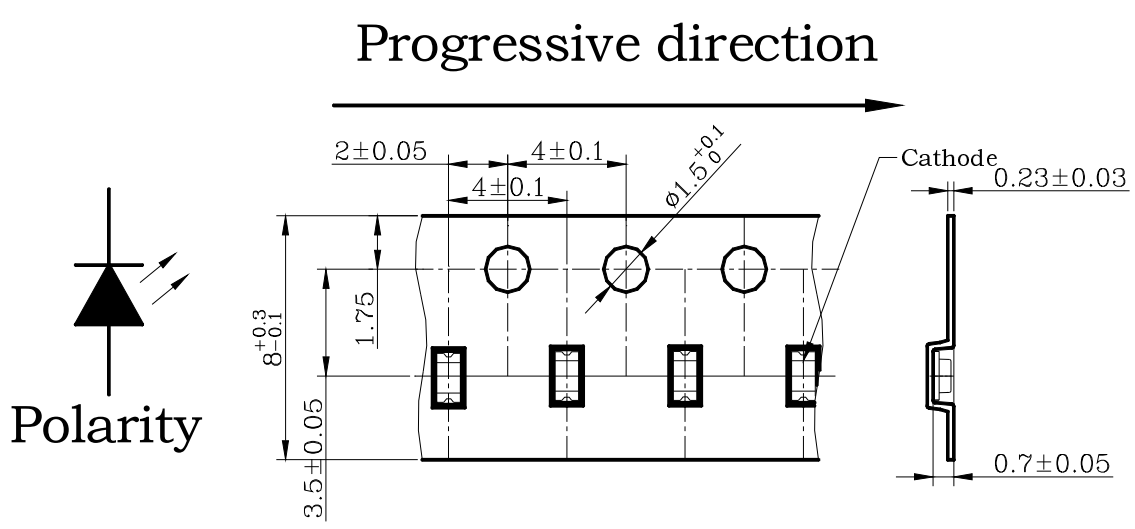 Progressive direction
2±0.05
4±0.1
4±0.1
ø1.5+0.1 0
Cathode
0.23±0.03
8+0.3 -0.1
1.75
3.5±0.05
0.7±0.05
Polarity